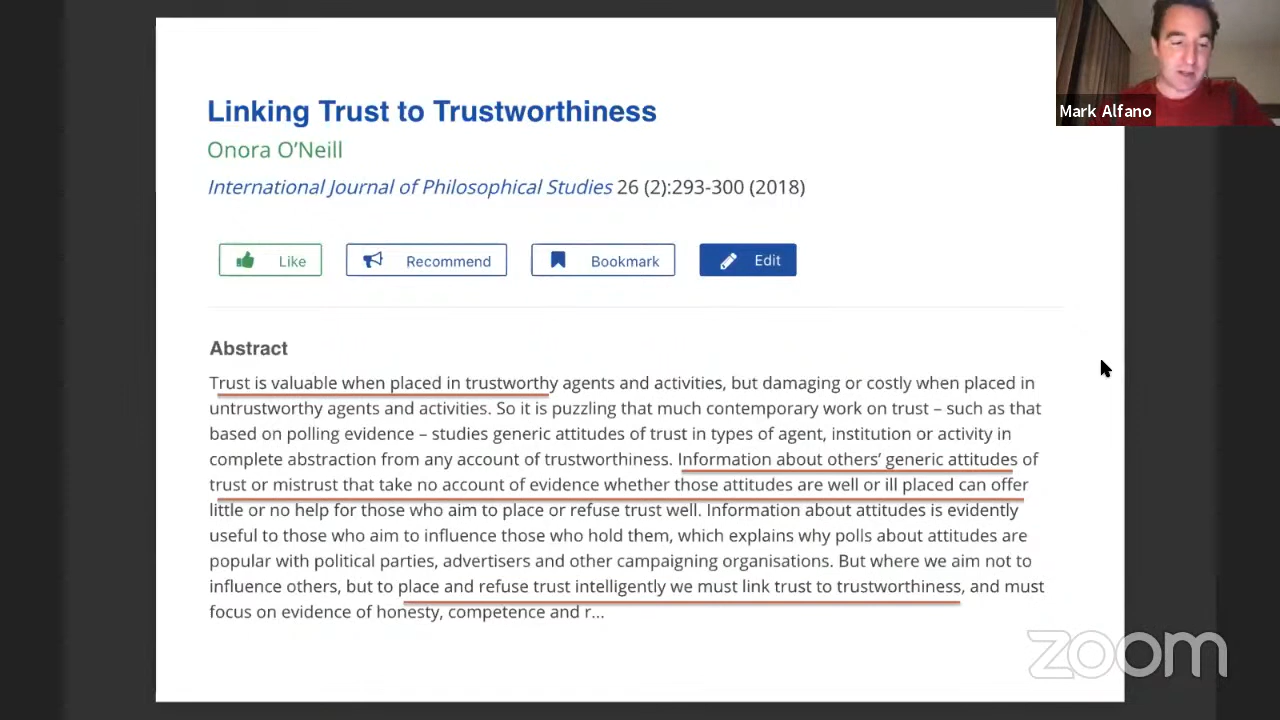 Linking Trust to Trustworthiness
Onora O’Neill
International Journal of Philosophical Studies 26 (2):293-300 (2018)
Like
Recommend
Bookmark
Edit
Abstract
Trust is valuable when placed in trustworthy agents and activities, but damaging or costly when placed in
untrustworthy agents and activities. So it is puzzling that much contemporary work on trust – such as that
based on polling evidence – studies generic attitudes of trust in types of agent, institution or activity in
complete abstraction from any account of trustworthiness. Information about others’ generic attitudes of
trust or mistrust that take no account of evidence whether those attitudes are well or ill placed can offer
little or no help for those who aim to place or refuse trust well. Information about attitudes is evidently
useful to those who aim to influence those who hold them, which explains why polls about attitudes are
popular with political parties, advertisers and other campaigning organisations. But where we aim not to
influence others, but to place and refuse trust intelligently we must link trust to trustworthiness, and must
focus on evidence of honesty, competence and r...
Mark Alfano
zoom